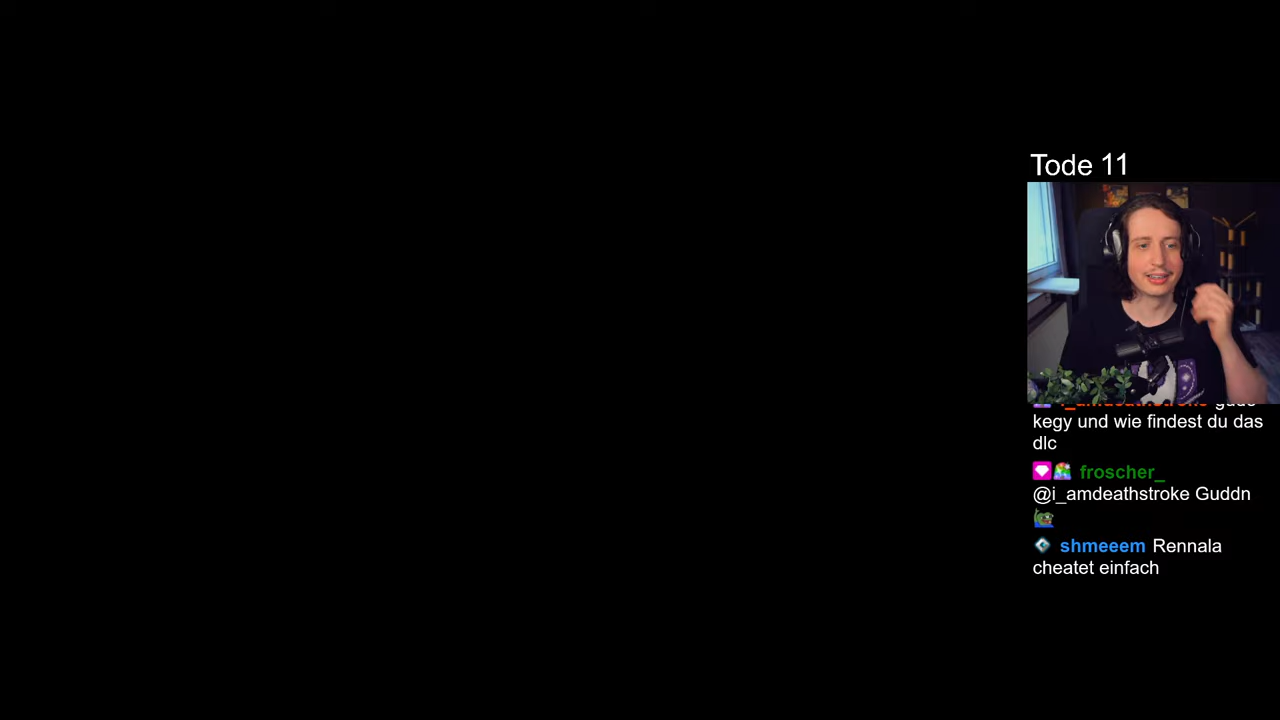 Tode 11
kegy und wie findest du das
dlc
froscher_
@i_amdeathstroke Guddn
shmeeem Rennala
cheatet einfach